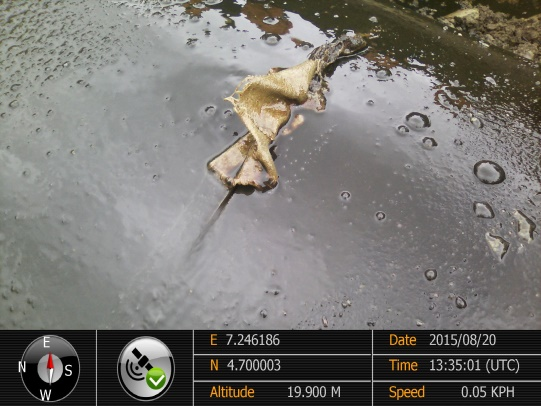 E
N
S
W
E 7.246186
N 4.700003
Altitude 19.900 M
Date 2015/08/20
Time 13:35:01 (UTC)
Speed 0.05 KPH